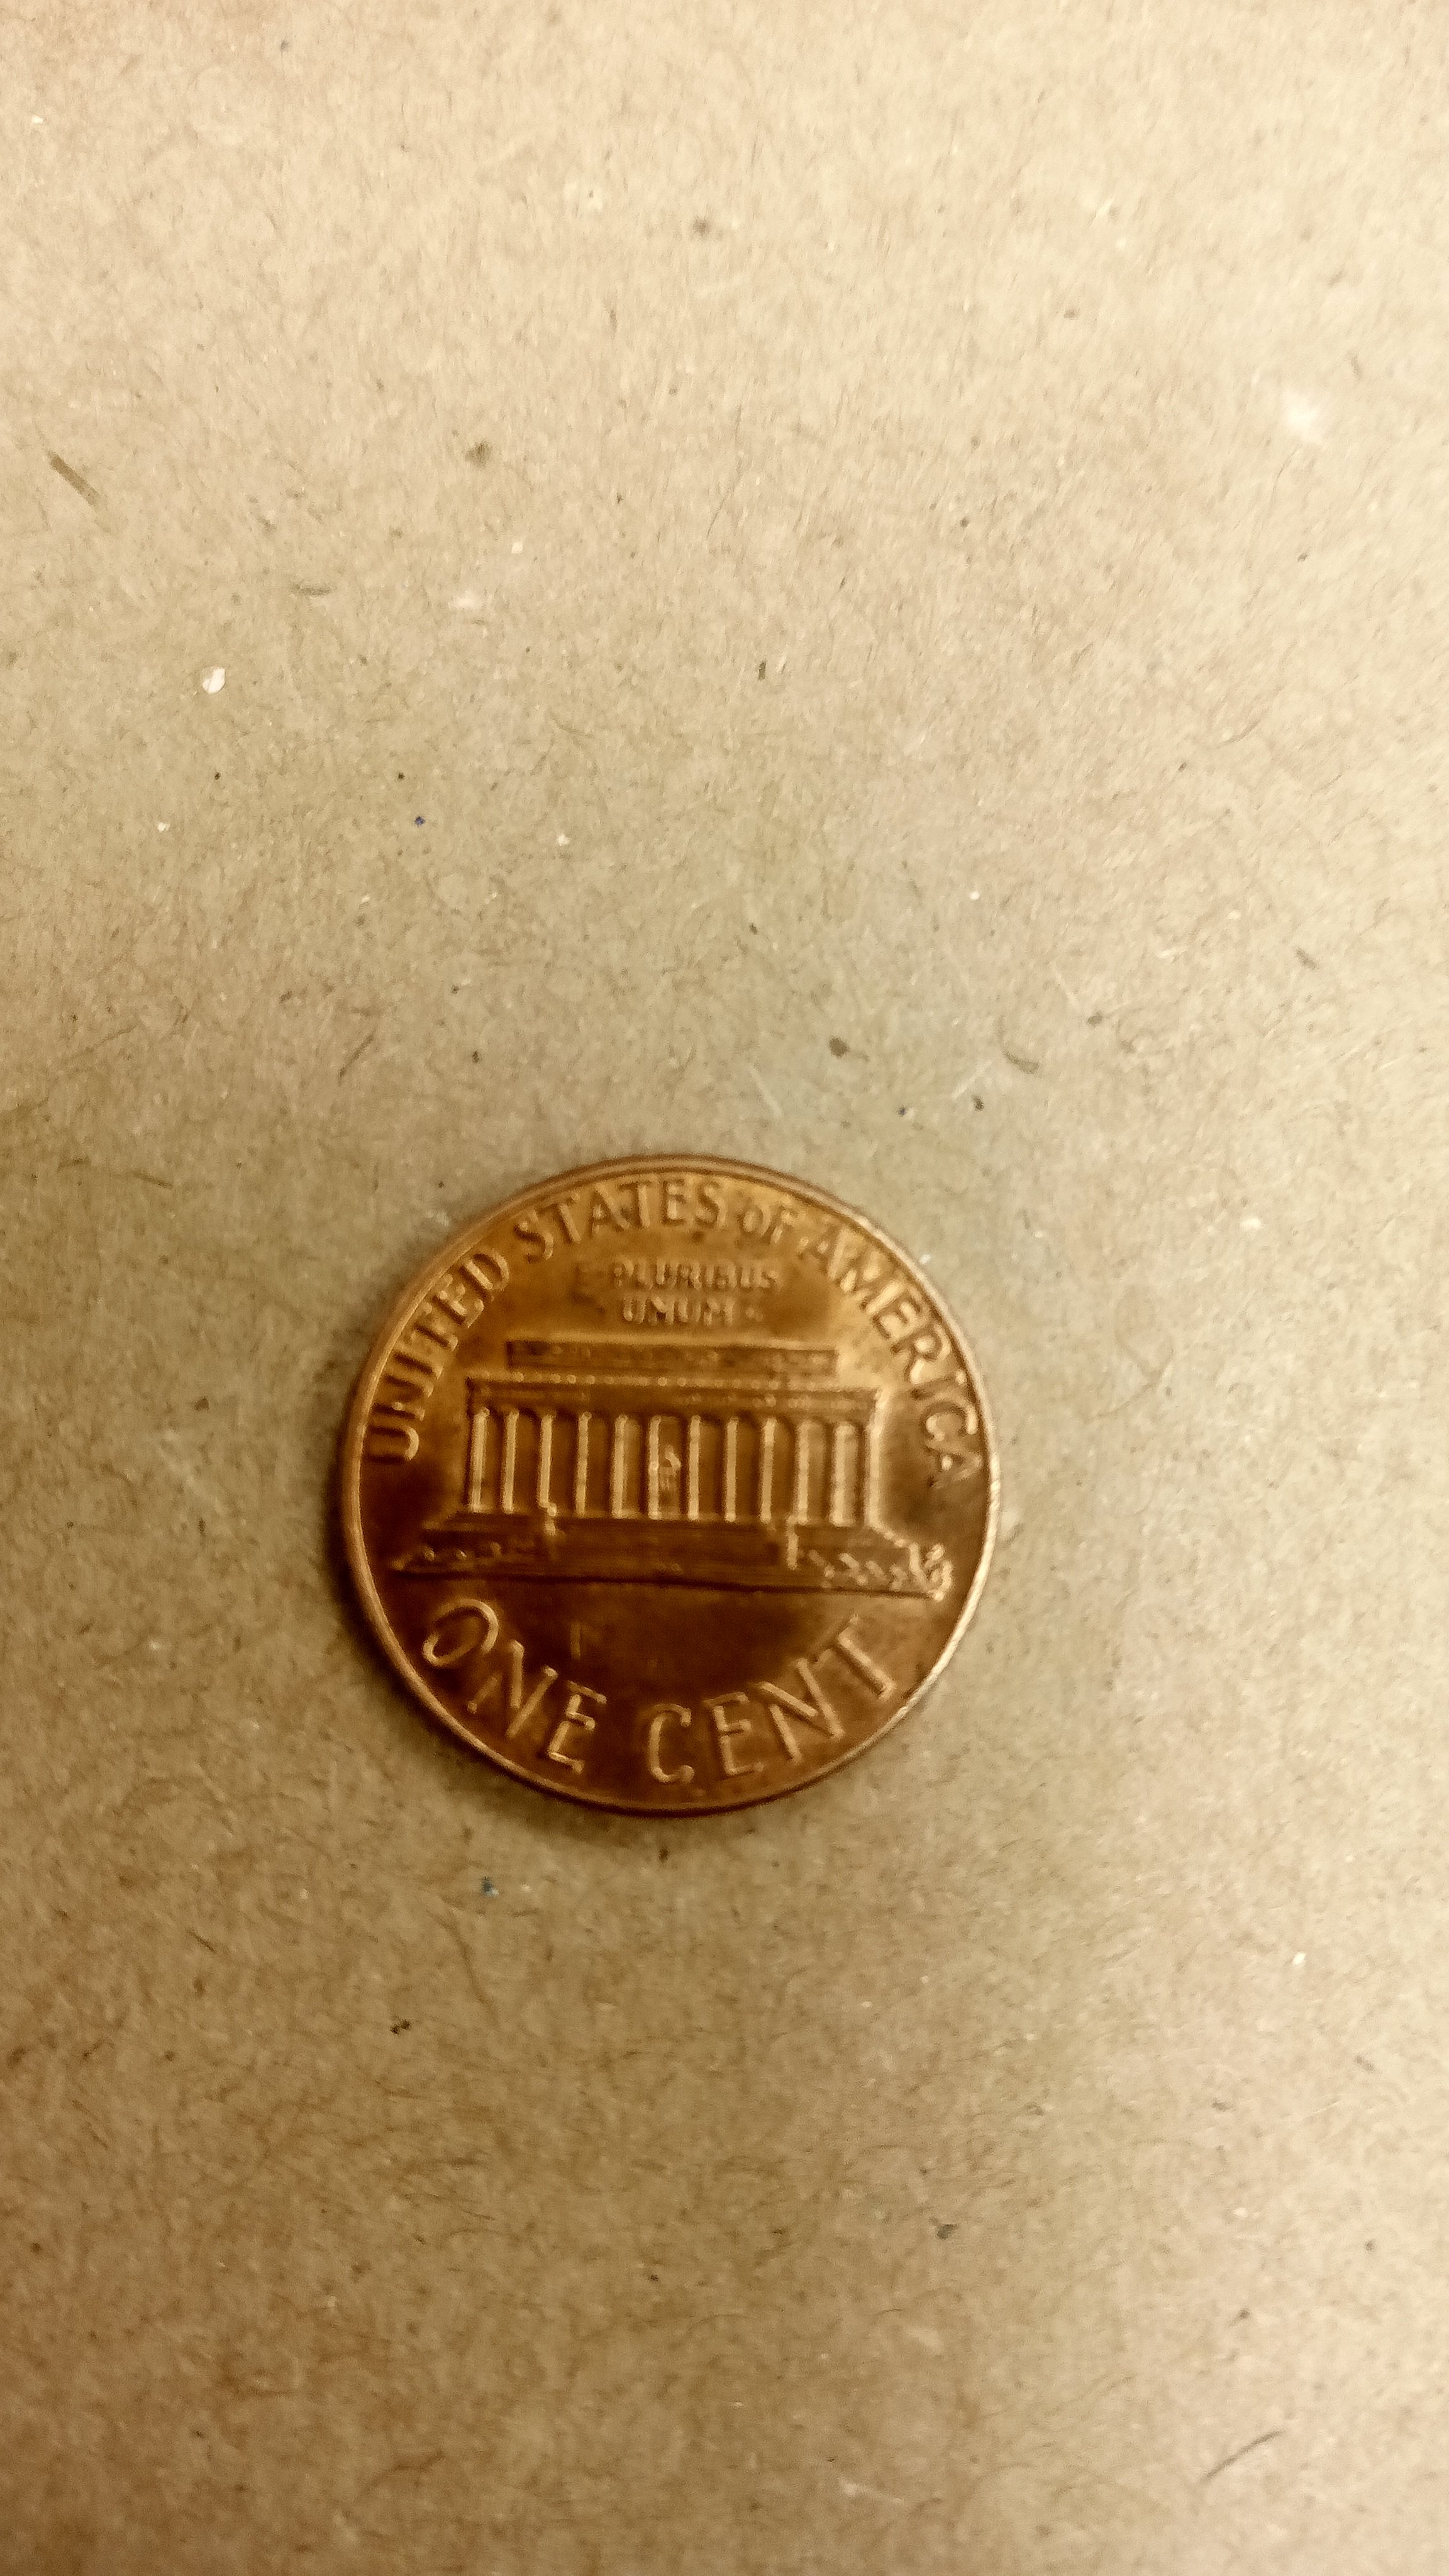 UNITED STATES OF AMERICA
E·PLURIBUS
UNUM
ONE CENT